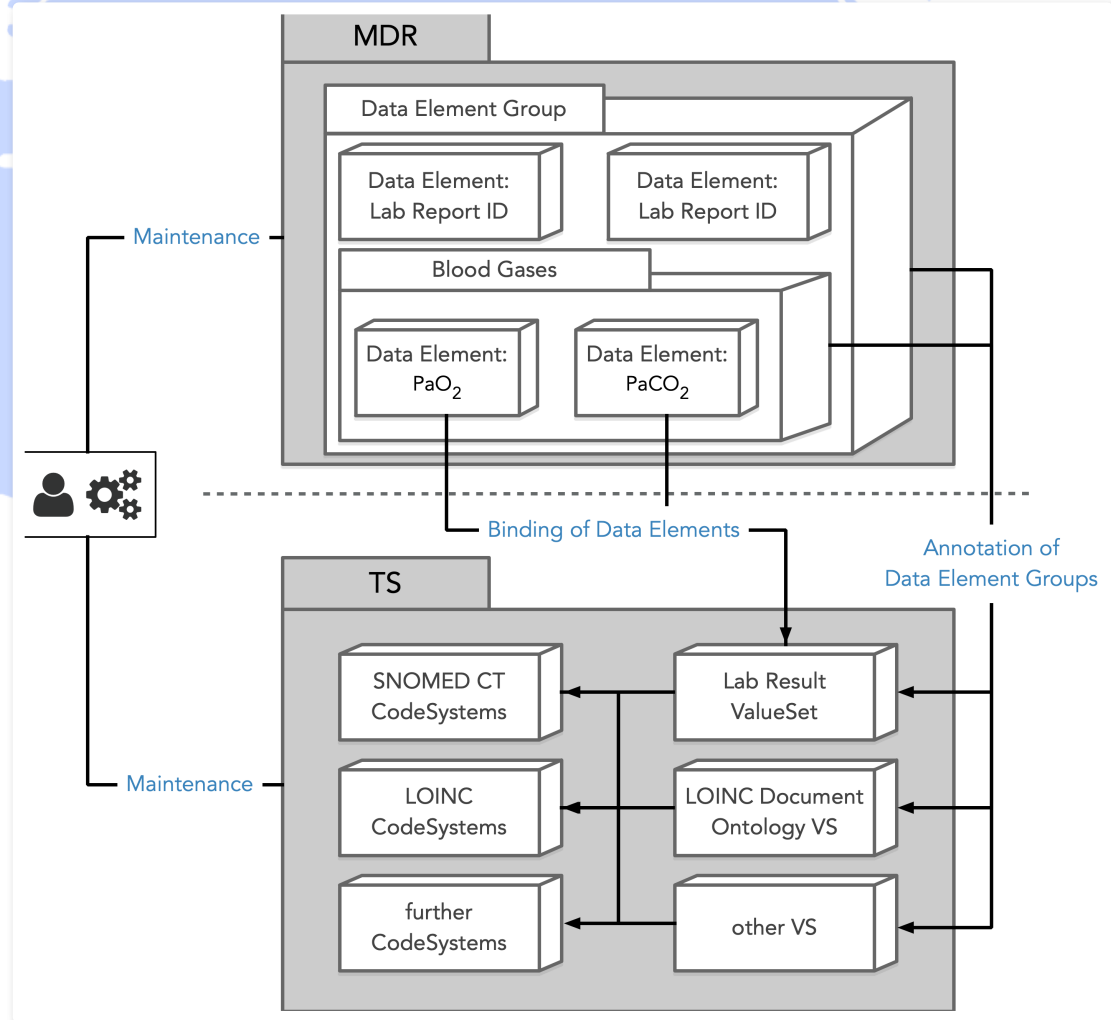 MDR
Data Element Group
Data Element:
Lab Report ID
Data Element:
Lab Report ID
Maintenance
Blood Gases
Data Element:
PaO₂
Data Element:
PaCO₂
Binding of Data Elements
Annotation of
Data Element Groups
TS
SNOMED CT
CodeSystems
Lab Result
ValueSet
Maintenance
LOINC
CodeSystems
LOINC Document
Ontology VS
further
CodeSystems
other VS